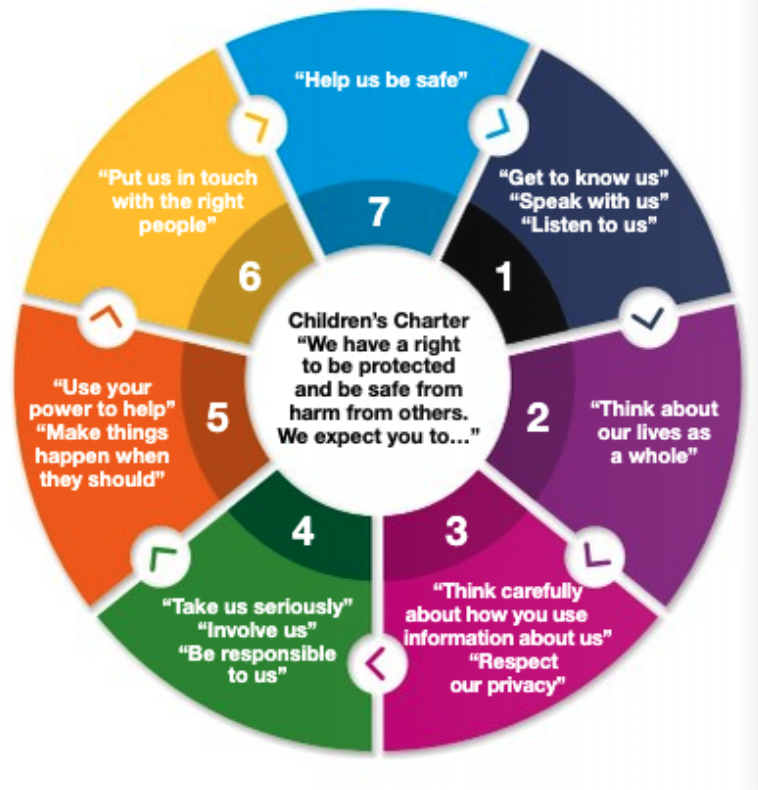 Children's Charter
“We have a right
to be protected
and be safe from
harm from others.
We expect you to...”
1
“Get to know us”
“Speak with us”
“Listen to us”
2
“Think about
our lives as
a whole”
3
“Think carefully
about how you use
information about us”
“Respect
our privacy”
4
“Take us seriously”
“Involve us”
“Be responsible
to us”
5
“Use your
power to help”
“Make things
happen when
they should”
6
“Put us in touch
with the right
people”
7
“Help us be safe”